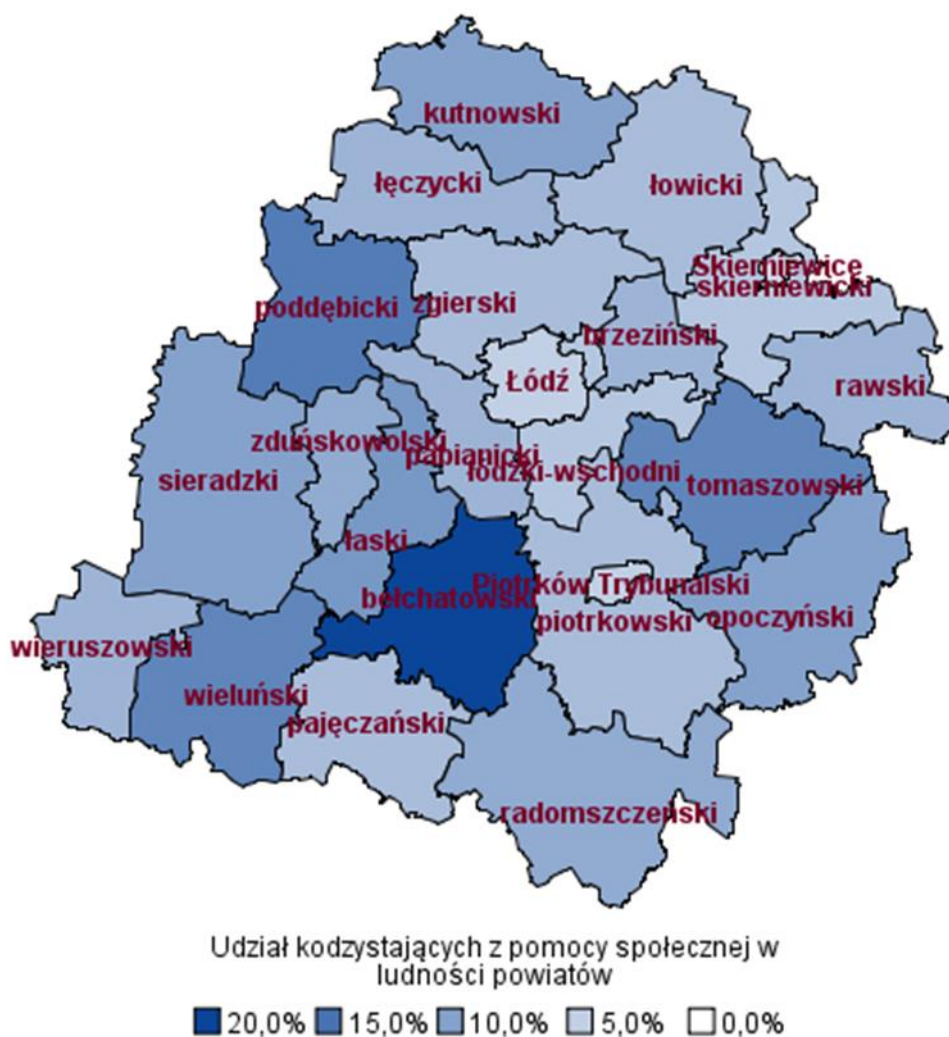 kutnowski
łęczycki
łowicki
Skierniewice
skierniewicki
poddębicki
zgierski
brzeziński
Łódź
rawski
zduńskowolski
pabianicki
łódzki-wschodni
sieradzki
tomaszowski
łaski
Piotrków Trybunalski
bełchatowski
piotrkowski
opoczyński
wieruszowski
wieluński
pajęczański
radomszczeński
Udział kodzystających z pomocy społecznej w
ludności powiatów
20,0% 15,0% 10,0% 5,0% 0,0%